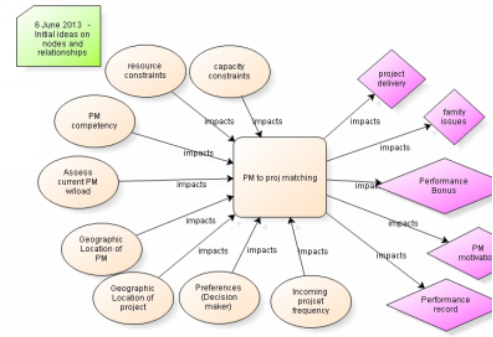 6 June 2013 -
Initial ideas on
nodes and
relationships
resource
constraints
capacity
constraints
project
delivery
family
issues
PM
competency
impacts
impacts
impacts
impacts
impacts
Assess
current PM
w/load
impacts
PM to proj matching
impacts
Performance
Bonus
impacts
impacts
Geographic
Location of
PM
impacts
impacts
impacts
impacts
impacts
PM
motivatio
Geographic
Location of
project
Preferences
(Decision
maker)
Incoming
projcet
frequency
Performance
record